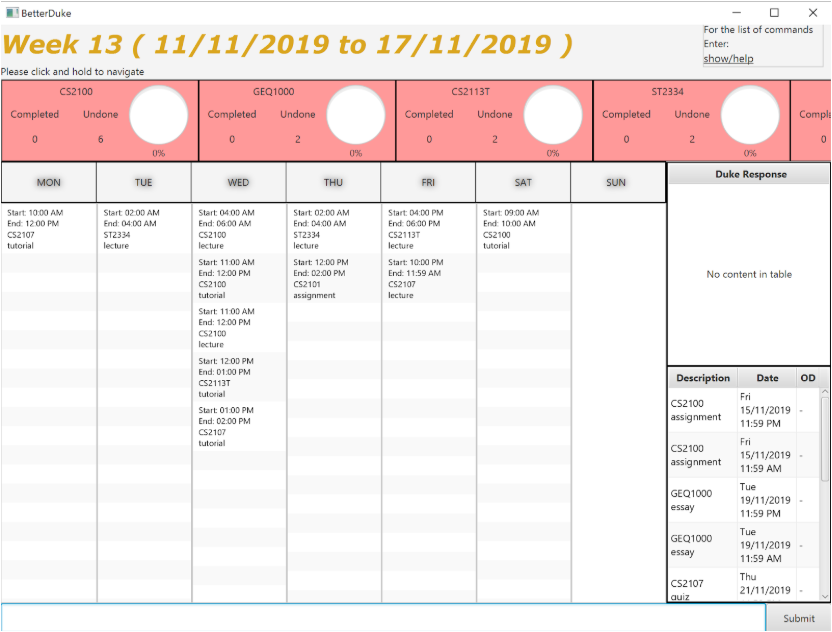 BetterDuke
Week 13 ( 11/11/2019 to 17/11/2019 )
For the list of commands
Enter:
show/help
Please click and hold to navigate
CS2100
Completed Undone
0 6
0%
GEQ1000
Completed Undone
0 2
0%
CS2113T
Completed Undone
0 2
0%
ST2334
Completed Undone
0 2
0%
Compl
0
MON TUE WED THU FRI SAT SUN
Start: 10:00 AM
End: 12:00 PM
CS2107
tutorial
Start: 02:00 AM
End: 04:00 AM
ST2334
lecture
Start: 04:00 AM
End: 06:00 AM
CS2100
lecture
Start: 11:00 AM
End: 12:00 PM
CS2100
tutorial
Start: 11:00 AM
End: 12:00 PM
CS2100
lecture
Start: 12:00 PM
End: 01:00 PM
CS2113T
tutorial
Start: 01:00 PM
End: 02:00 PM
CS2107
tutorial
Start: 02:00 AM
End: 04:00 AM
ST2334
lecture
Start: 12:00 PM
End: 02:00 PM
CS2101
assignment
Start: 04:00 PM
End: 06:00 PM
CS2113T
lecture
Start: 10:00 PM
End: 11:59 AM
CS2107
lecture
Start: 09:00 AM
End: 10:00 AM
CS2100
tutorial
Duke Response
No content in table
Description Date OD
CS2100
assignment
Fri
15/11/2019
11:59 PM
-
CS2100
assignment
Fri
15/11/2019
11:59 AM
-
GEQ1000
essay
Tue
19/11/2019
11:59 PM
-
GEQ1000
essay
Tue
19/11/2019
11:59 AM
-
CS2107
quiz
Thu
21/11/2019
-
Submit